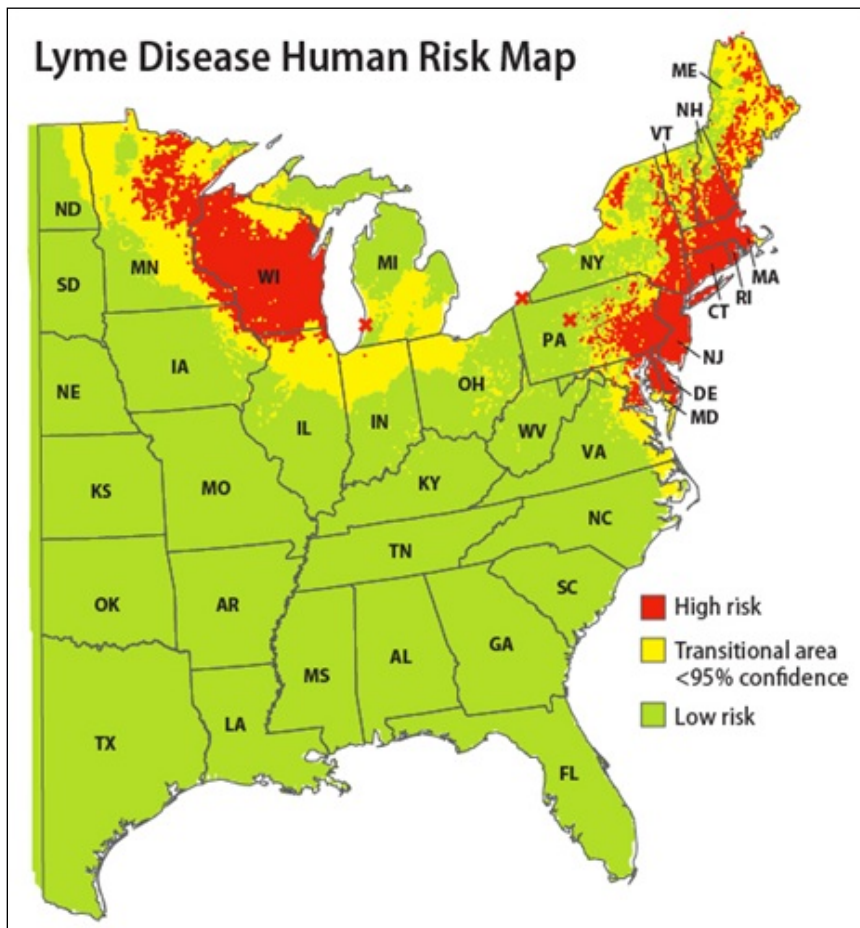 Lyme Disease Human Risk Map
ME
NH
VT
ND
MN
WI
MI
NY
MA
RI
CT
SD
PA
NJ
IA
NE
OH
DE
MD
IL
IN
WV
VA
KS
MO
KY
NC
TN
OK
AR
SC
MS
AL
GA
TX
LA
FL
High risk
Transitional area
<95% confidence
Low risk